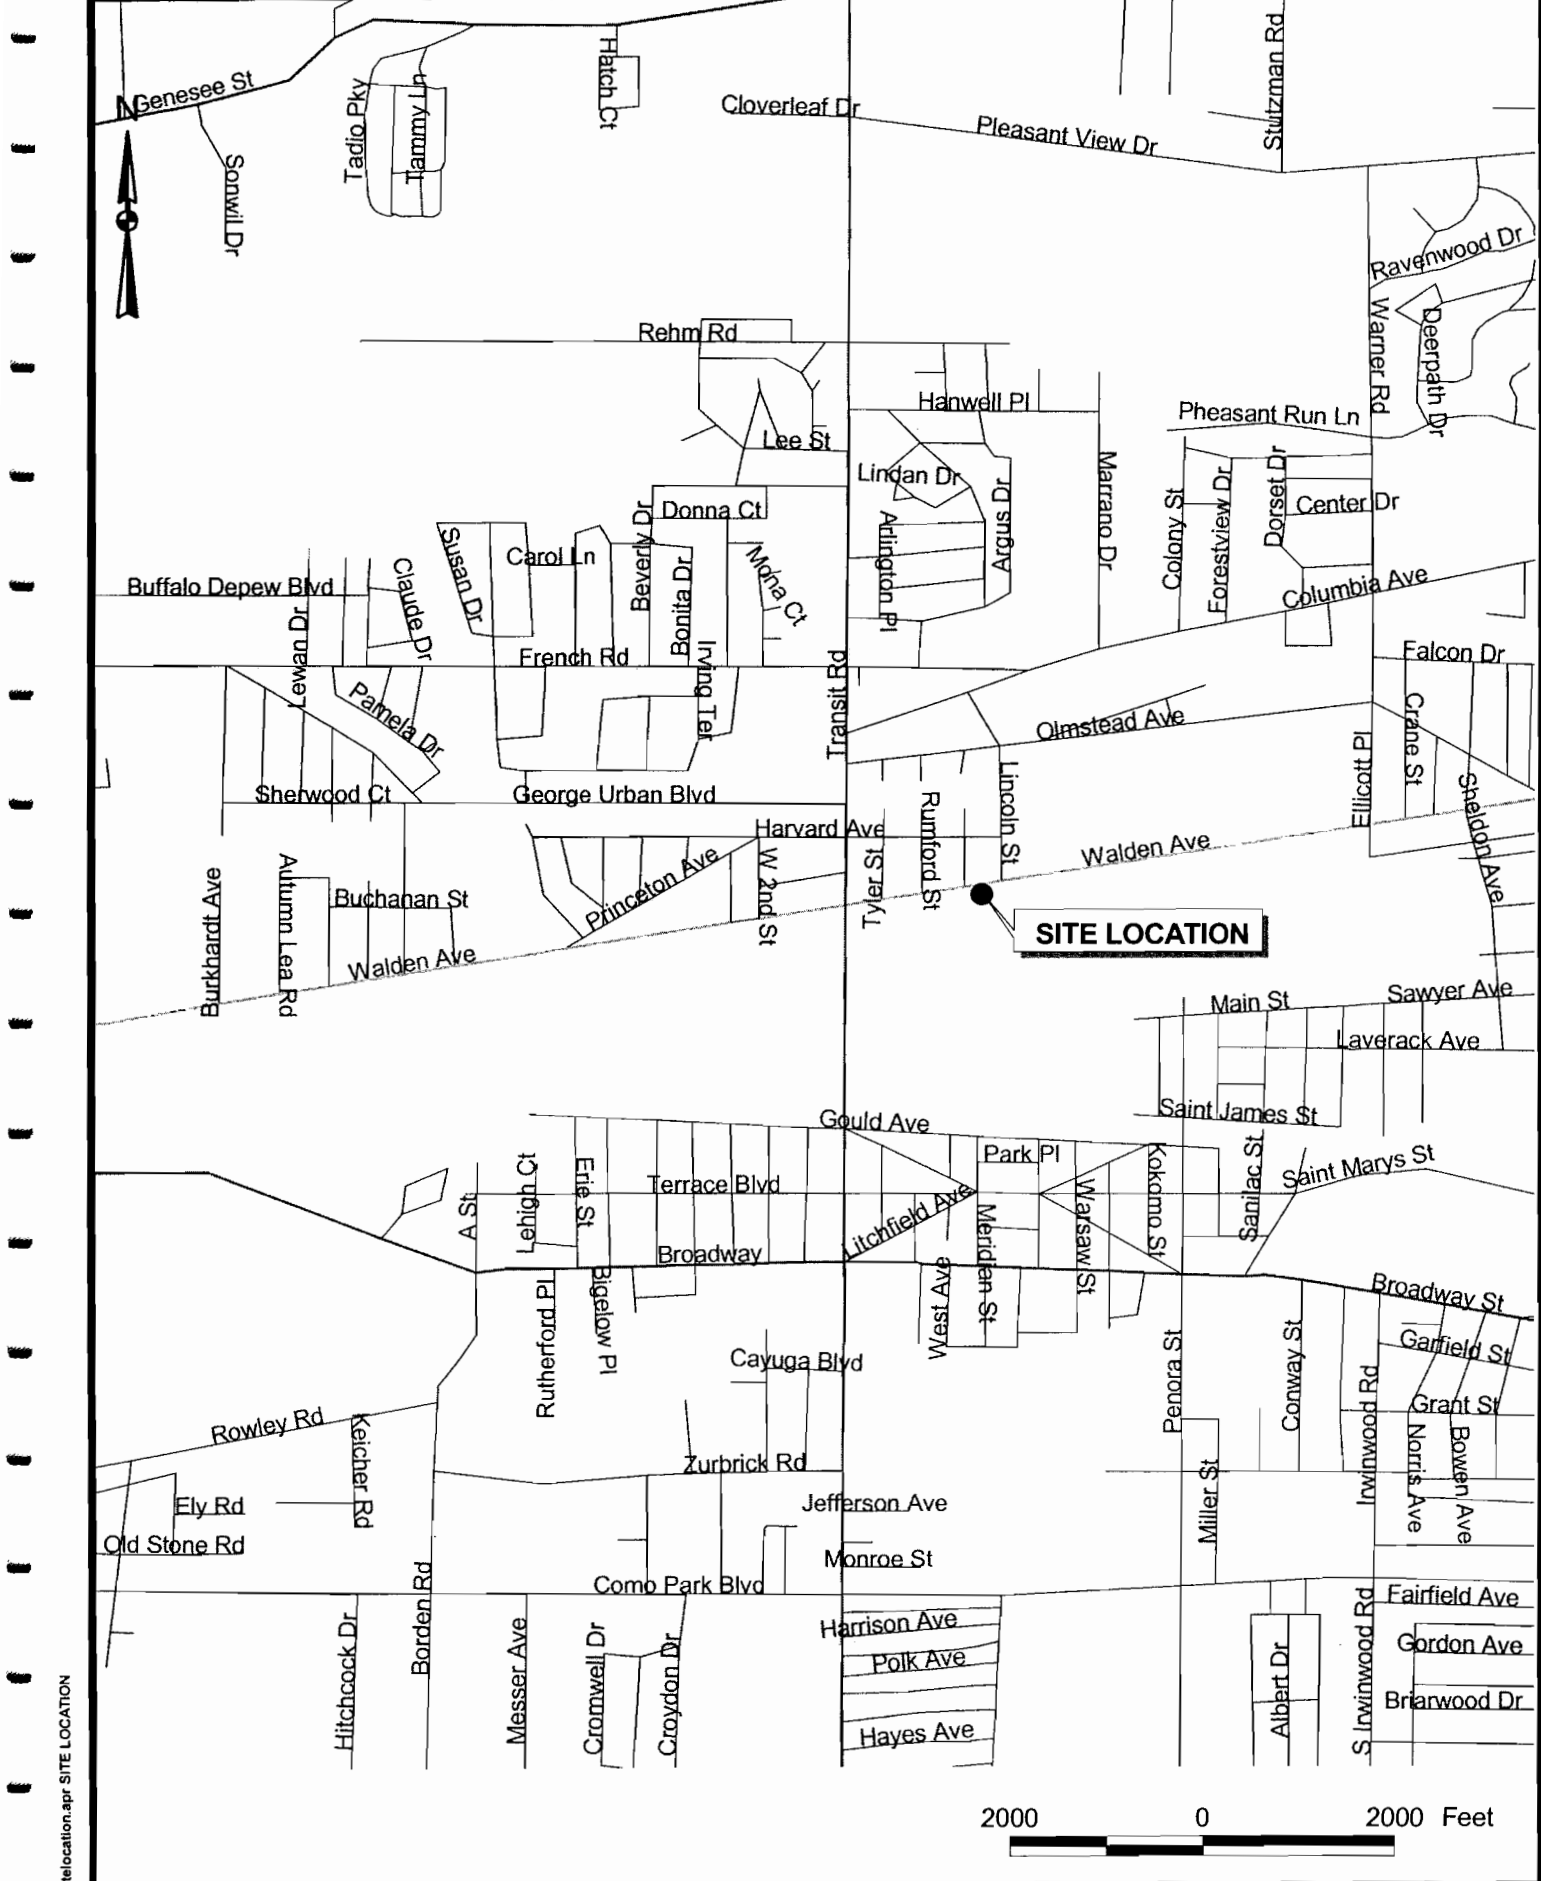 Genesee St
N
Sonwil Dr
Tadio Pky
Tammy Ln
Hatch Ct
Cloverleaf Dr
Pleasant View Dr
Stutzman Rd
Ravenwood Dr
Warner Rd
Deerpath Dr
Rehm Rd
Hanwell Pl
Pheasant Run Ln
Lee St
Lindan Dr
Donna Ct
Arlington Pl
Argus Dr
Marrano Dr
Colony St
Forestview Dr
Dorset Dr
Center Dr
Columbia Ave
Buffalo Depew Blvd
Lewan Dr
Claude Dr
Susan Dr
Carol Ln
Beverly Dr
Bonita Dr
Mona Ct
French Rd
Irving Ter
Transit Rd
Falcon Dr
Pamela Dr
Olmstead Ave
Crane St
Ellicott Pl
Sherwood Ct
George Urban Blvd
Harvard Ave
Lincoln St
Rumford St
Tyler St
Walden Ave
Sheldon Ave
Burkhardt Ave
Autumn Lea Rd
Buchanan St
Princeton Ave
W 2nd St
SITE LOCATION
Walden Ave
Main St
Sawyer Ave
Laverack Ave
Saint James St
Gould Ave
Park Pl
Kokomo St
Sanilac St
Saint Marys St
A St
Lehigh Ct
Erie St
Terrace Blvd
Litchfield Ave
Meridian St
Warsaw St
Broadway
Broadway St
Rutherford Pl
Bigelow Pl
West Ave
Cayuga Blvd
Penora St
Conway St
Garfield St
Irwinwood Rd
Grant St
Norris Ave
Bowen Ave
Rowley Rd
Keicher Rd
Zurbrick Rd
Miller St
Ely Rd
Jefferson Ave
Old Stone Rd
Monroe St
Como Park Blvd
Borden Rd
Fairfield Ave
Hitchcock Dr
Messer Ave
Cromwell Dr
Croydon Dr
Harrison Ave
Polk Ave
Hayes Ave
Albert Dr
S Irwinwood Rd
Gordon Ave
Briarwood Dr
2000 0 2000 Feet
telocation.apr SITE LOCATION